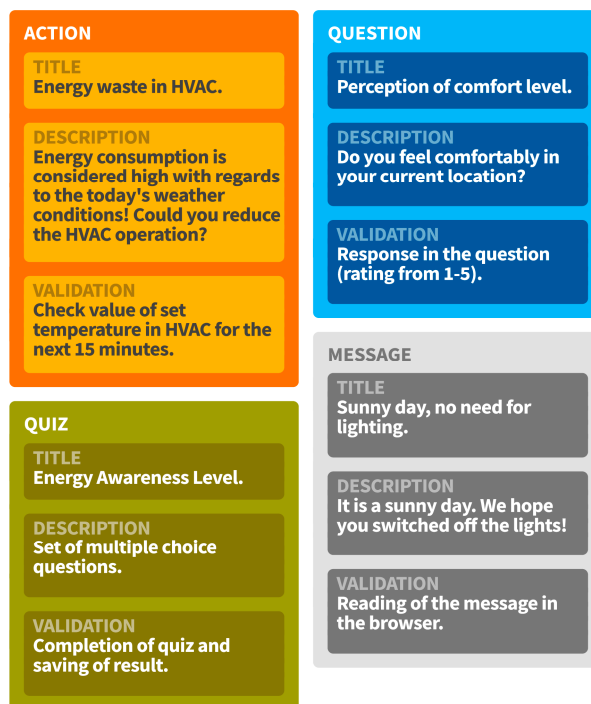 ACTION
TITLE
Energy waste in HVAC.
DESCRIPTION
Energy consumption is
considered high with regards
to the today's weather
conditions! Could you reduce
the HVAC operation?
VALIDATION
Check value of set
temperature in HVAC for the
next 15 minutes.
QUIZ
TITLE
Energy Awareness Level.
DESCRIPTION
Set of multiple choice
questions.
VALIDATION
Completion of quiz and
saving of result.
QUESTION
TITLE
Perception of comfort level.
DESCRIPTION
Do you feel comfortably in
your current location?
VALIDATION
Response in the question
(rating from 1-5).
MESSAGE
TITLE
Sunny day, no need for
lighting.
DESCRIPTION
It is a sunny day. We hope
you switched off the lights!
VALIDATION
Reading of the message in
the browser.